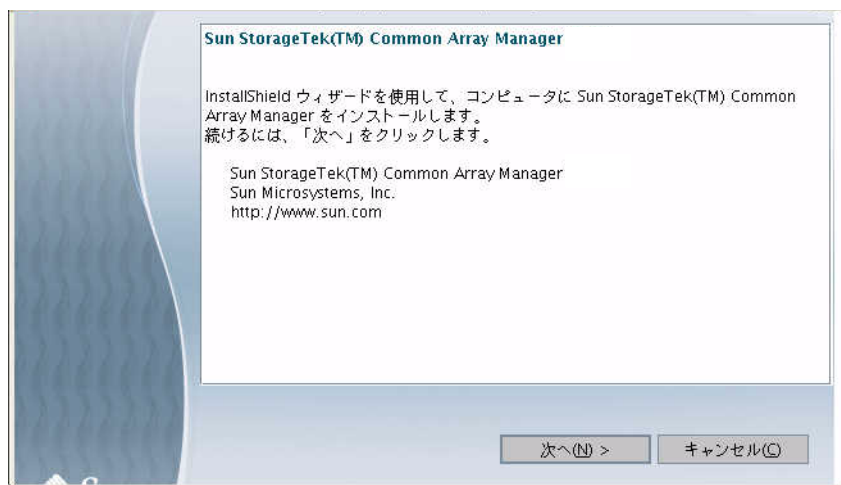 Sun StorageTek(TM) Common Array Manager
InstallShield ウィザードを使用して、コンピュータに Sun StorageTek(TM) Common
Array Manager をインストールします。
続けるには、「次へ」をクリックします。
Sun StorageTek(TM) Common Array Manager
Sun Microsystems, Inc.
http://www.sun.com
次へ(N) >
キャンセル(C)